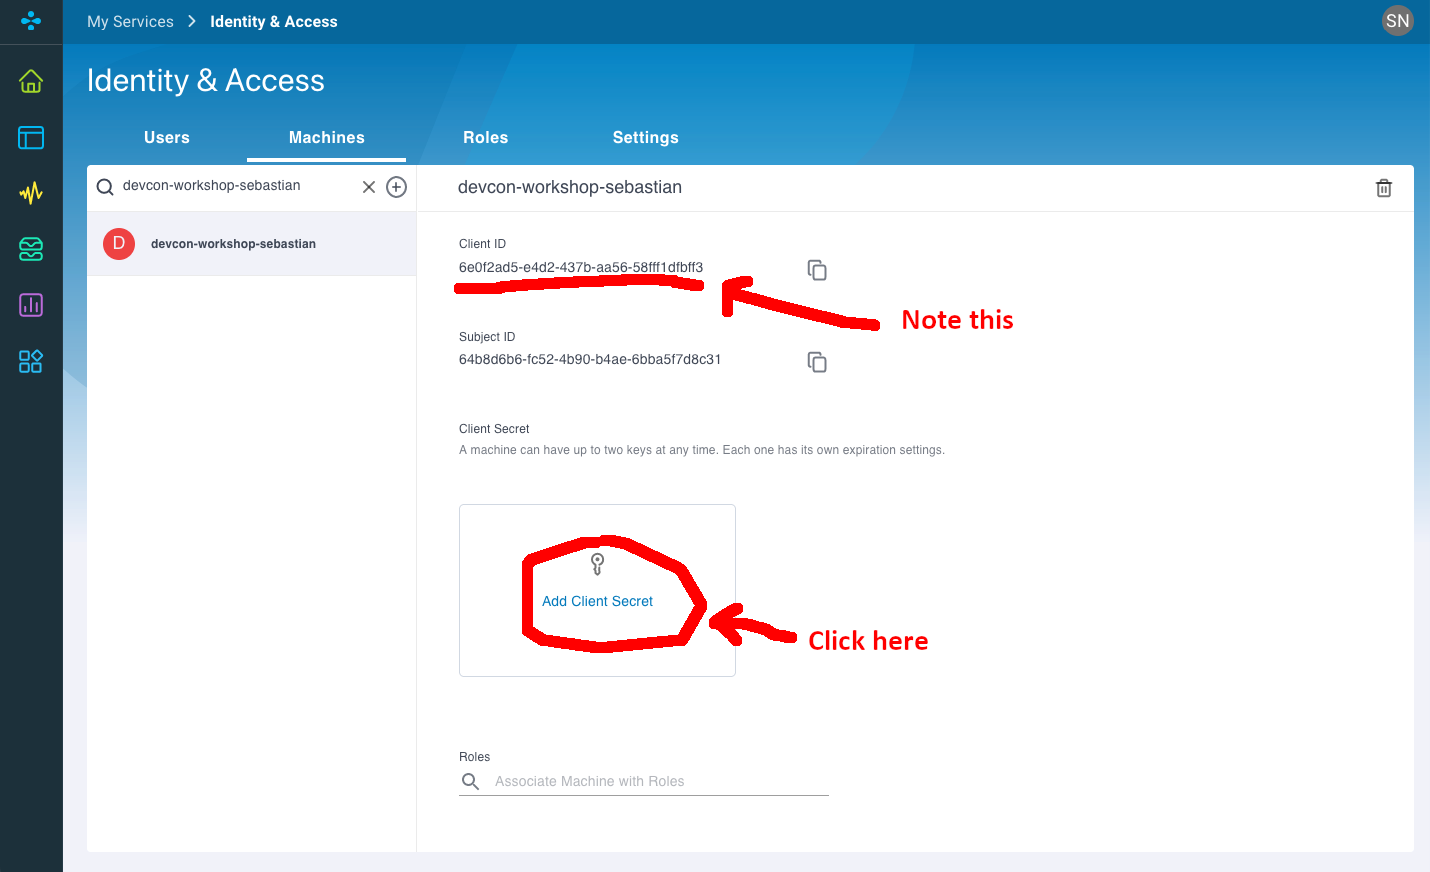 My Services > Identity & Access
SN
Identity & Access
Users Machines Roles Settings
devcon-workshop-sebastian
D devcon-workshop-sebastian
devcon-workshop-sebastian
Client ID
6e0f2ad5-e4d2-437b-aa56-58fff1dfbff3
Note this
Subject ID
64b8d6b6-fc52-4b90-b4ae-6bba5f7d8c31
Client Secret
A machine can have up to two keys at any time. Each one has its own expiration settings.
Add Client Secret
Click here
Roles
Associate Machine with Roles